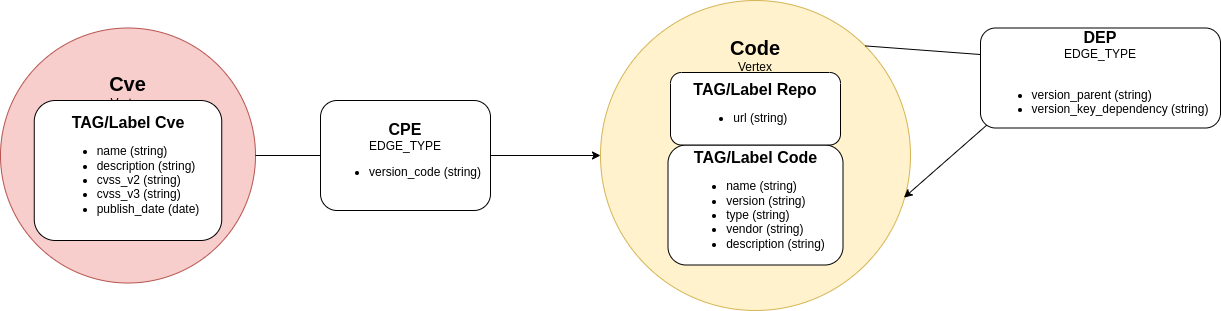 Cve
TAG/Label Cve
name (string)
description (string)
cvss_v2 (string)
cvss_v3 (string)
publish_date (date)
CPE
EDGE_TYPE
version_code (string)
Code
Vertex
TAG/Label Repo
url (string)
TAG/Label Code
name (string)
version (string)
type (string)
vendor (string)
description (string)
DEP
EDGE_TYPE
version_parent (string)
version_key_dependency (string)